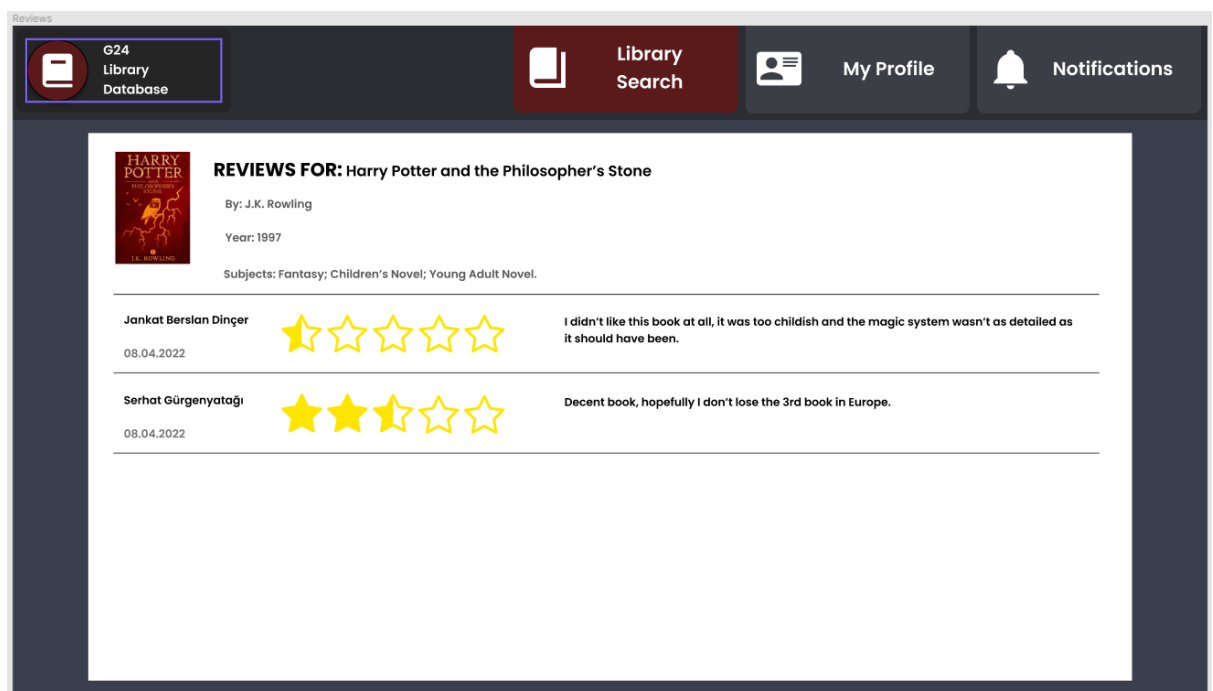 Reviews
G24
Library
Database
Library
Search
My Profile
Notifications
HARRY
POTTER
AND THE
PHILOSOPHER'S
STONE
J.K. ROWLING
REVIEWS FOR: Harry Potter and the Philosopher's Stone
By: J.K. Rowling
Year: 1997
Subjects: Fantasy; Children's Novel; Young Adult Novel.
Jankat Berslan Dinçer
08.04.2022
I didn't like this book at all, it was too childish and the magic system wasn't as detailed as
it should have been.
Serhat Gürgenyatağı
08.04.2022
Decent book, hopefully I don't lose the 3rd book in Europe.